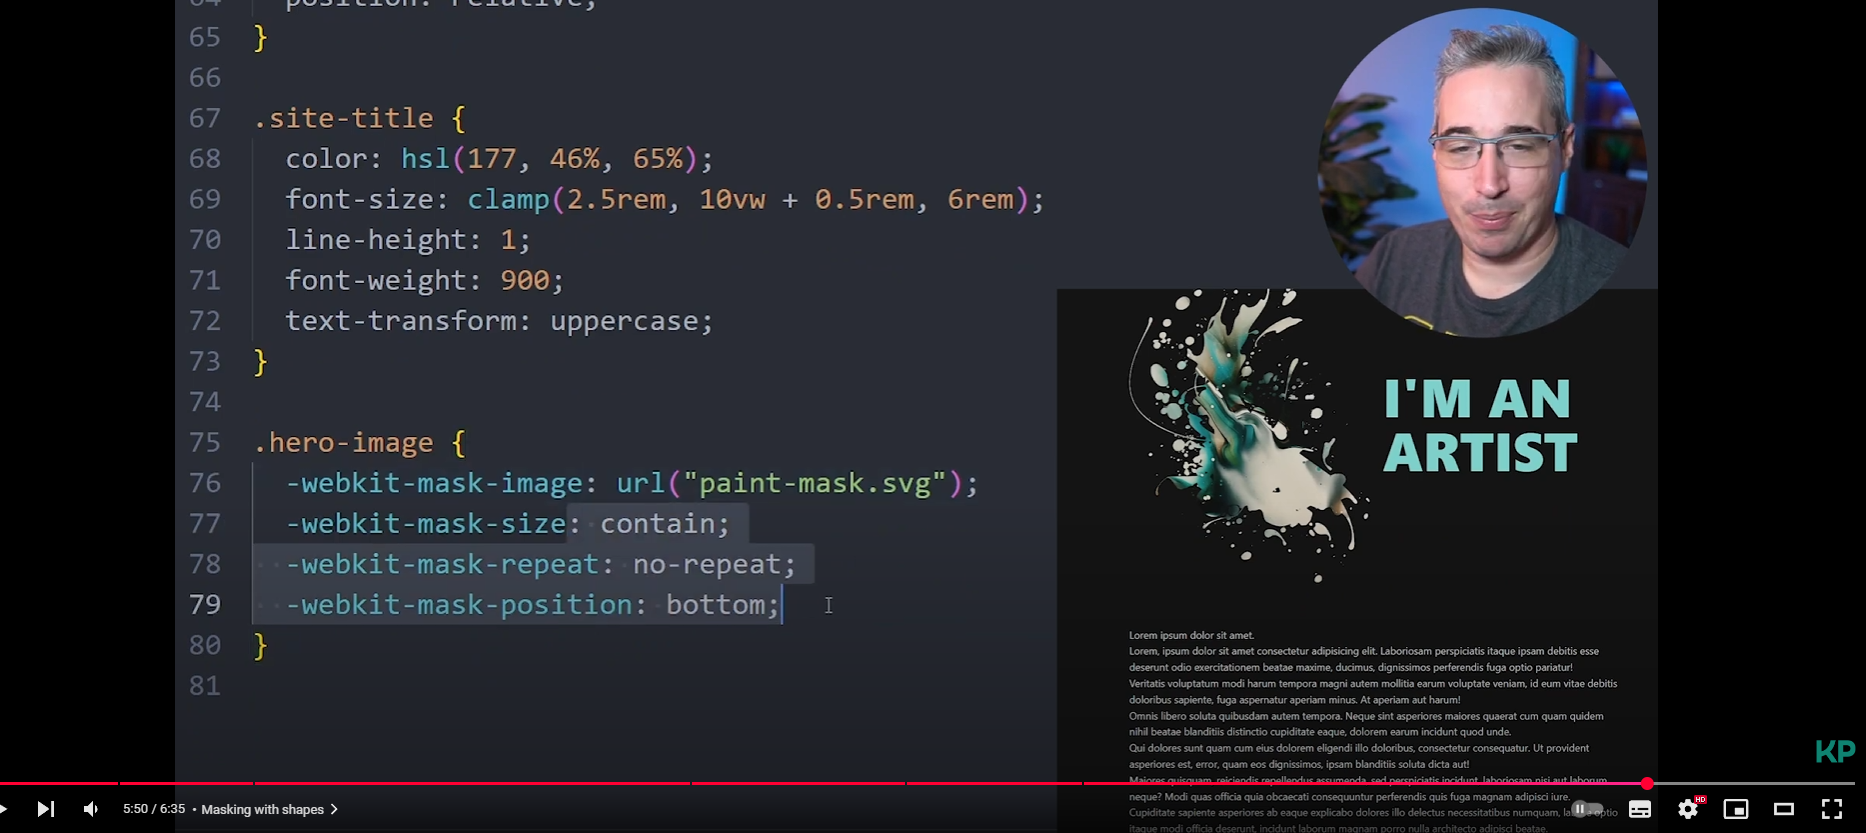 64 position: relative;
65 }
66
67 .site-title {
68 color: hsl(177, 46%, 65%);
69 font-size: clamp(2.5rem, 10vw + 0.5rem, 6rem);
70 line-height: 1;
71 font-weight: 900;
72 text-transform: uppercase;
73 }
74
75 .hero-image {
76 -webkit-mask-image: url("paint-mask.svg");
77 -webkit-mask-size: contain;
78 -webkit-mask-repeat: no-repeat;
79 -webkit-mask-position: bottom;
80 }
81
I'M AN
ARTIST
Lorem ipsum dolor sit amet.
Lorem, ipsum dolor sit amet consectetur adipisicing elit. Laboriosam perspiciatis itaque ipsam debitis esse
deserunt odio exercitationem beatae maxime, ducimus, dignissimos perferendis fuga optio pariatur!
Veritatis voluptatum modi harum tempora magni autem mollitia earum voluptate veniam, id eum vitae debitis
doloribus sapiente, fuga aspernatur aperiam minus. At aperiam aut harum!
Omnis libero soluta quibusdam autem tempora. Neque sint asperiores maiores quaerat cum quam quidem
nihil beatae blanditiis distinctio cupiditate eaque, dolorem earum incidunt quod unde.
Qui dolores sunt quam cum eius dolorem eligendi illo doloribus, consectetur consequatur. Ut provident
asperiores est, error, quam eos dignissimos, ipsam blanditiis soluta dicta aut!
Maiores quisquam, reiciendis repellendus assumenda, sed perspiciatis incidunt, laboriosam nisi aut laborum
neque? Modi quas officia quia obcaecati consequuntur perferendis quis fuga magnam adipisci iure.
Cupiditate sapiente asperiores ab eaque explicabo dolores illo delectus necessitatibus numquam, optio
itaque modi officia deserunt, incidunt laborum magnam porro nulla architecto adipisci beatae.
KP
5:50 / 6:35 • Masking with shapes
HD